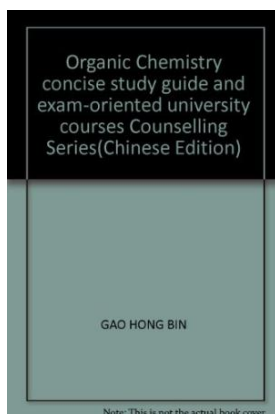 Organic Chemistry
concise study guide and
exam-oriented university
courses Counselling
Series(Chinese Edition)
GAO HONG BIN
Note: This is not the actual book cover